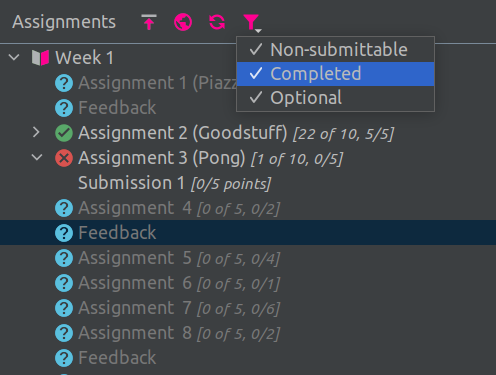 Assignments
Non-submittable
Completed
Optional
Week 1
Assignment 1 (Piazz
Feedback
Assignment 2 (Goodstuff) [22 of 10, 5/5]
Assignment 3 (Pong) [1 of 10, 0/5]
Submission 1 [0/5 points]
Assignment 4 [0 of 5, 0/2]
Feedback
Assignment 5 [0 of 5, 0/4]
Assignment 6 [0 of 5, 0/1]
Assignment 7 [0 of 5, 0/6]
Assignment 8 [0 of 5, 0/2]
Feedback